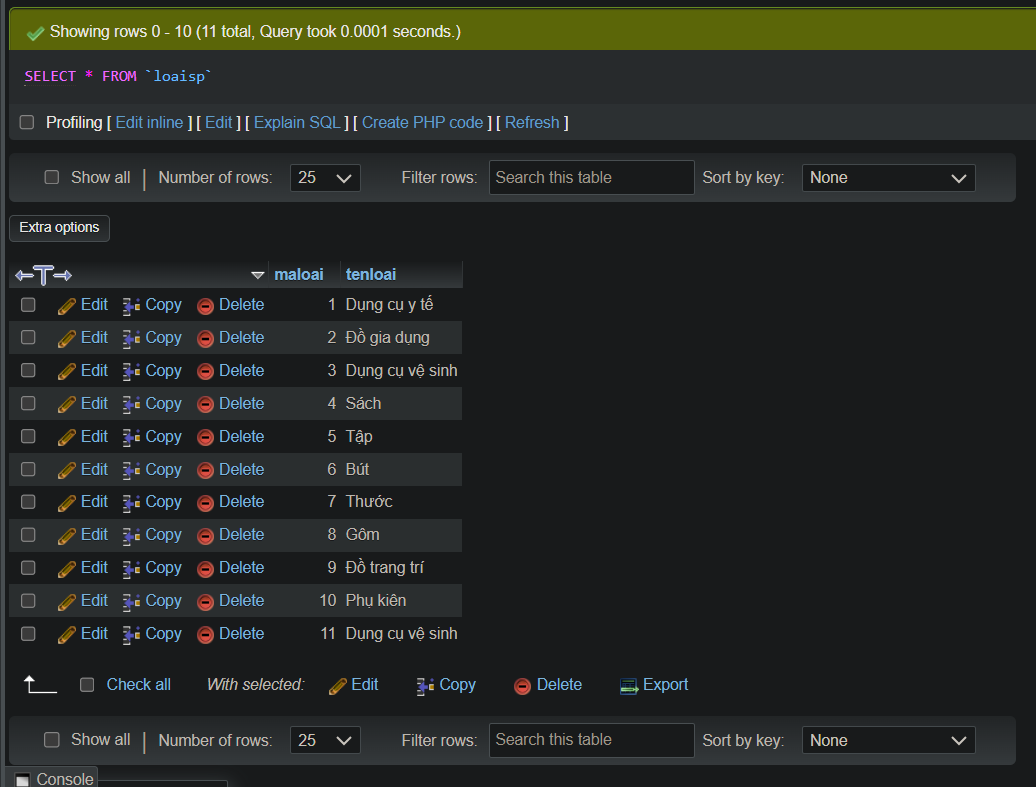 Showing rows 0 - 10 (11 total, Query took 0.0001 seconds.)
SELECT * FROM `loaisp`
Profiling [ Edit inline ] [ Edit ] [ Explain SQL ] [ Create PHP code ] [ Refresh ]
Show all | Number of rows: 25 Filter rows: Search this table Sort by key: None
Extra options
maloai tenloai
Edit Copy Delete 1 Dụng cụ y tế
Edit Copy Delete 2 Đồ gia dụng
Edit Copy Delete 3 Dụng cụ vệ sinh
Edit Copy Delete 4 Sách
Edit Copy Delete 5 Tập
Edit Copy Delete 6 Bút
Edit Copy Delete 7 Thước
Edit Copy Delete 8 Gôm
Edit Copy Delete 9 Đồ trang trí
Edit Copy Delete 10 Phụ kiên
Edit Copy Delete 11 Dụng cụ vệ sinh
Check all With selected: Edit Copy Delete Export
Show all | Number of rows: 25 Filter rows: Search this table Sort by key: None
Console